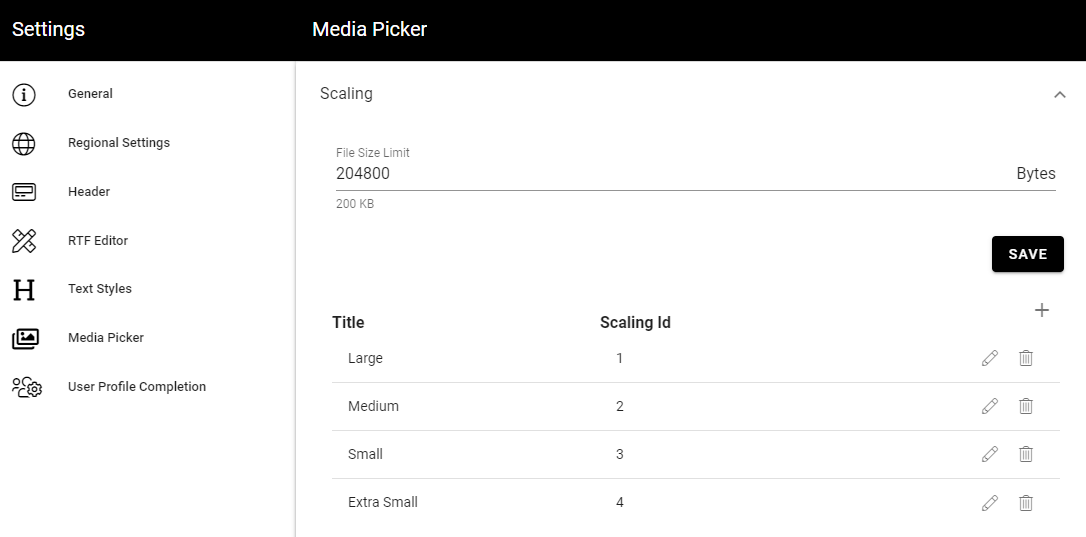 Settings
Media Picker
General
Regional Settings
Header
RTF Editor
Text Styles
Media Picker
User Profile Completion
Scaling
File Size Limit
204800 Bytes
200 KB
SAVE
Title Scaling Id
Large 1
Medium 2
Small 3
Extra Small 4